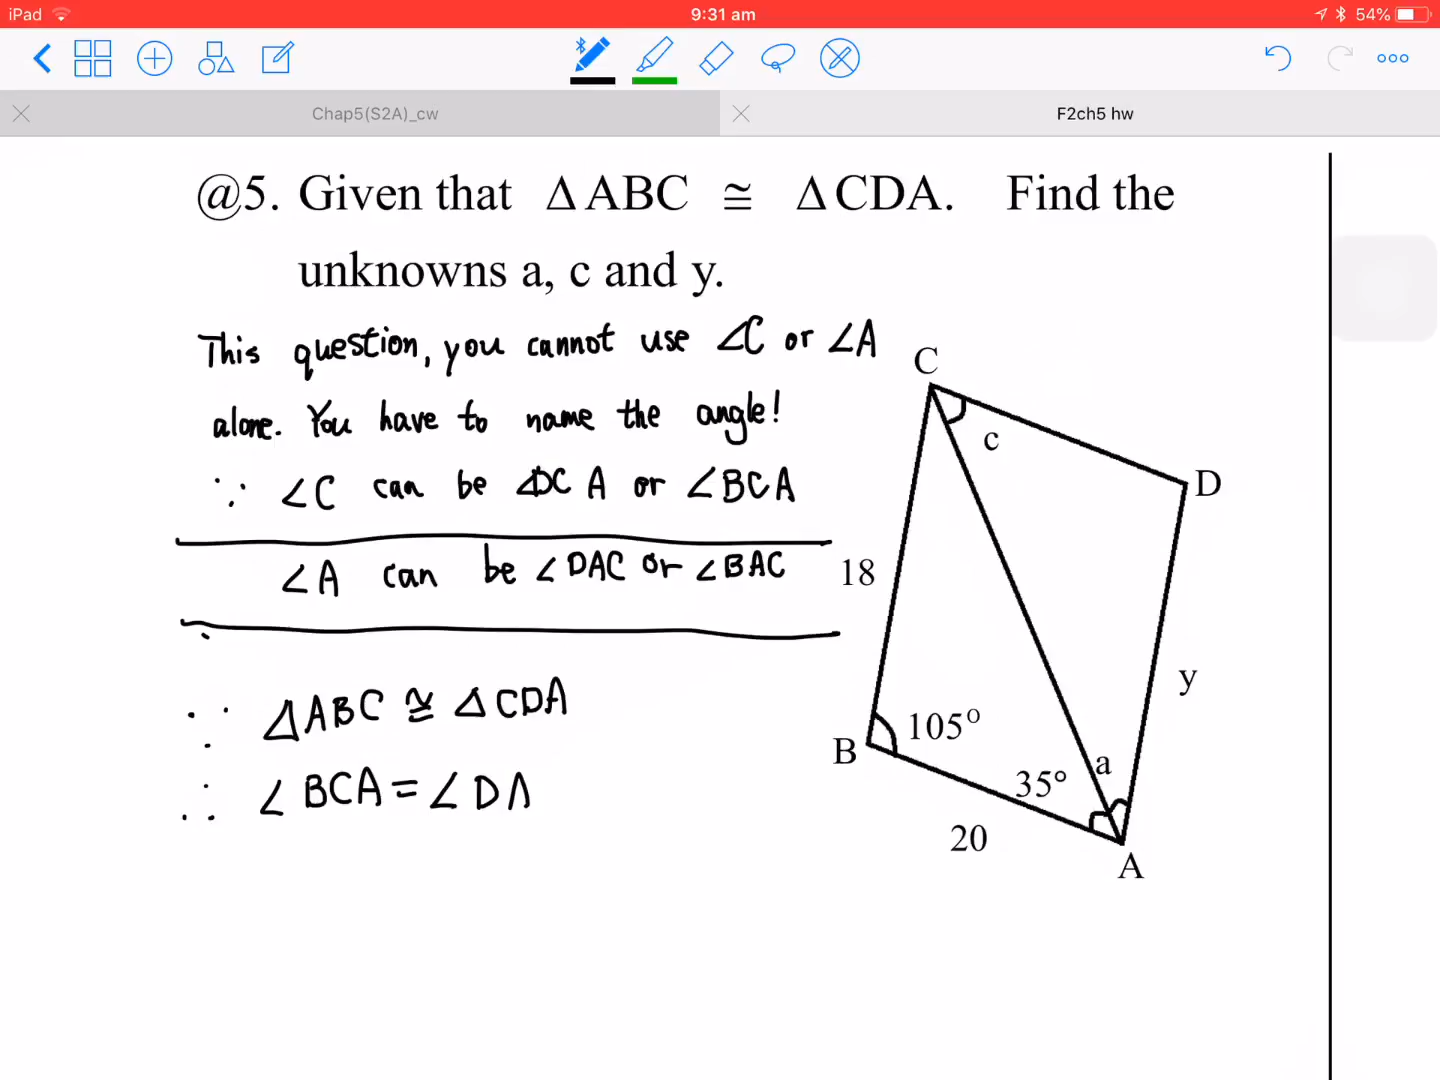 iPad 9:31 am 54%
Chap5(S2A)_cw F2ch5 hw
@5. Given that ΔABC ≅ ΔCDA. Find the
unknowns a, c and y.
This question, you cannot use ∠C or ∠A
alone. You have to name the angle!
∵ ∠C can be ∠DCA or ∠BCA
∠A can be ∠DAC or ∠BAC
∵ ΔABC ≅ ΔCDA
∴ ∠BCA = ∠DA
C
c
D
18
y
B
105°
a
35°
20
A